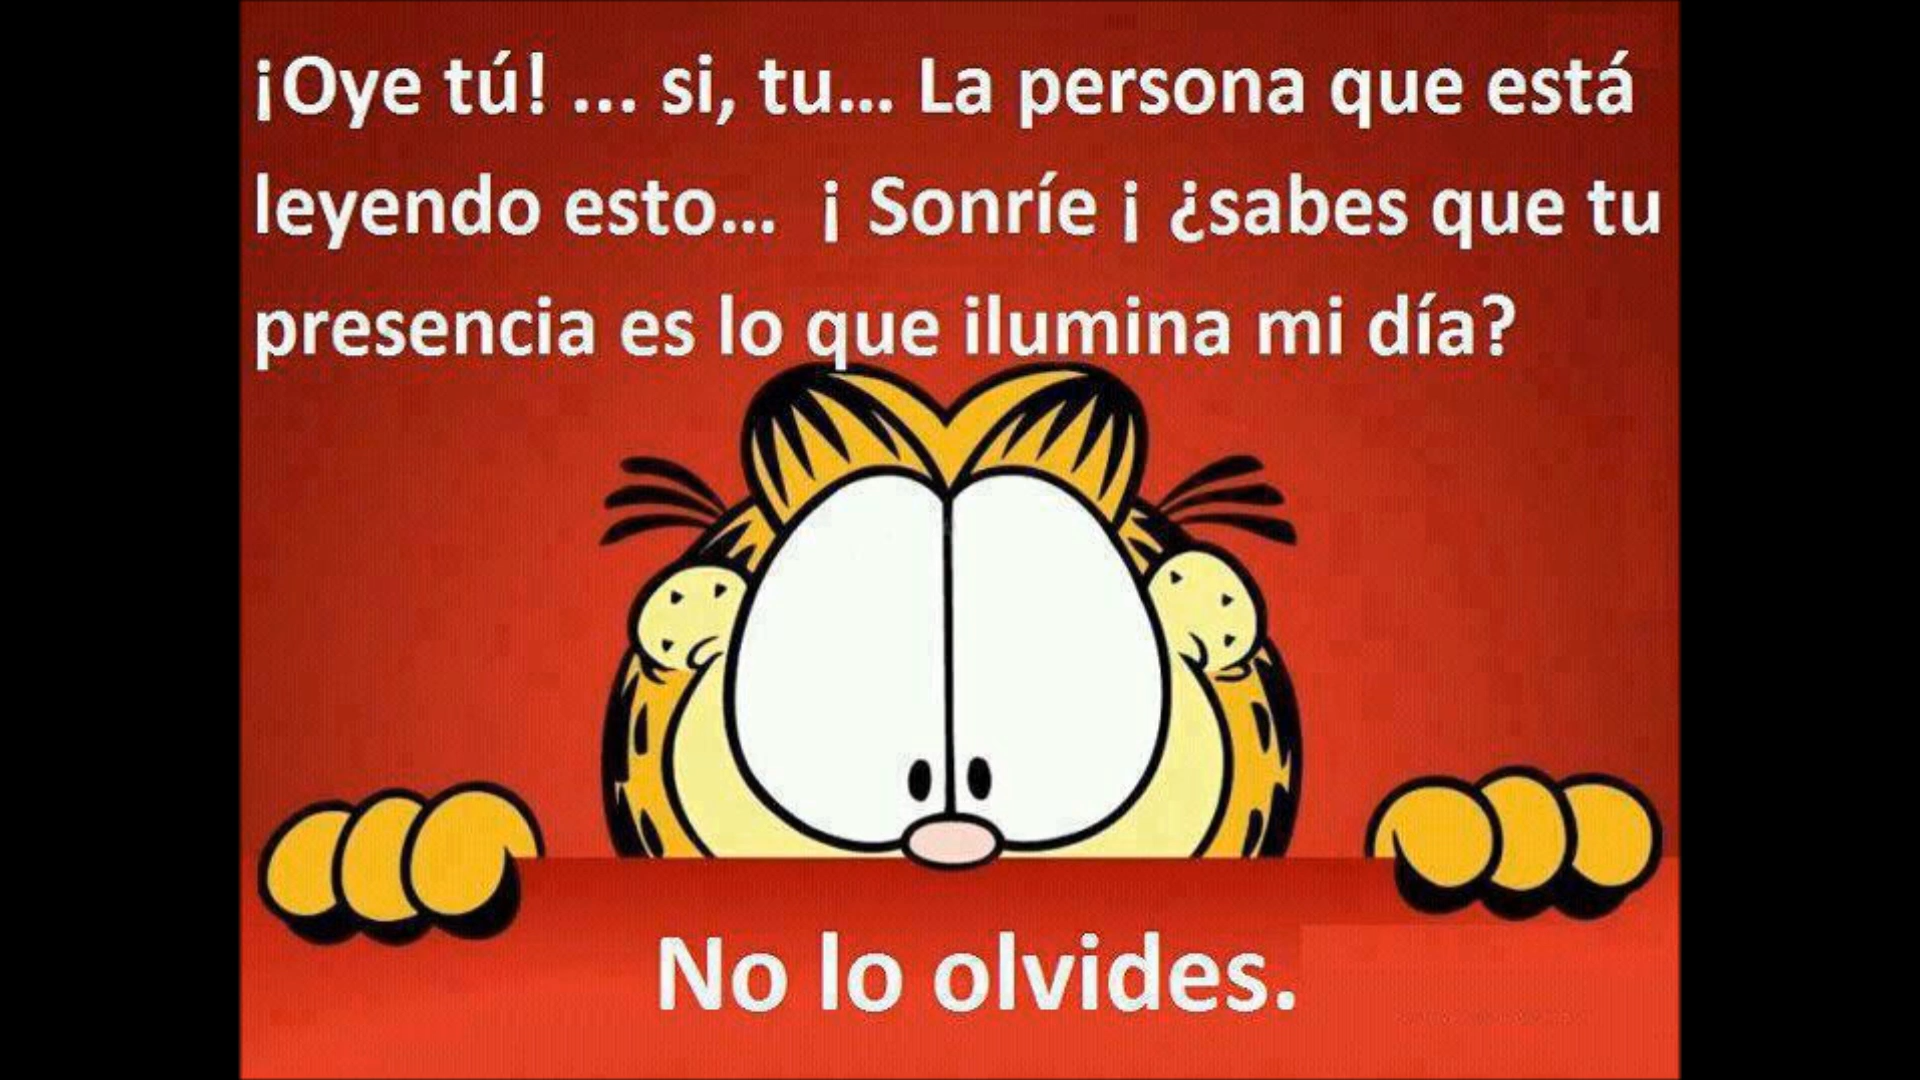 ¡Oye tú! ... si, tu... La persona que está
leyendo esto... ¡ Sonríe ¡ ¿sabes que tu
presencia es lo que ilumina mi día?
No lo olvides.